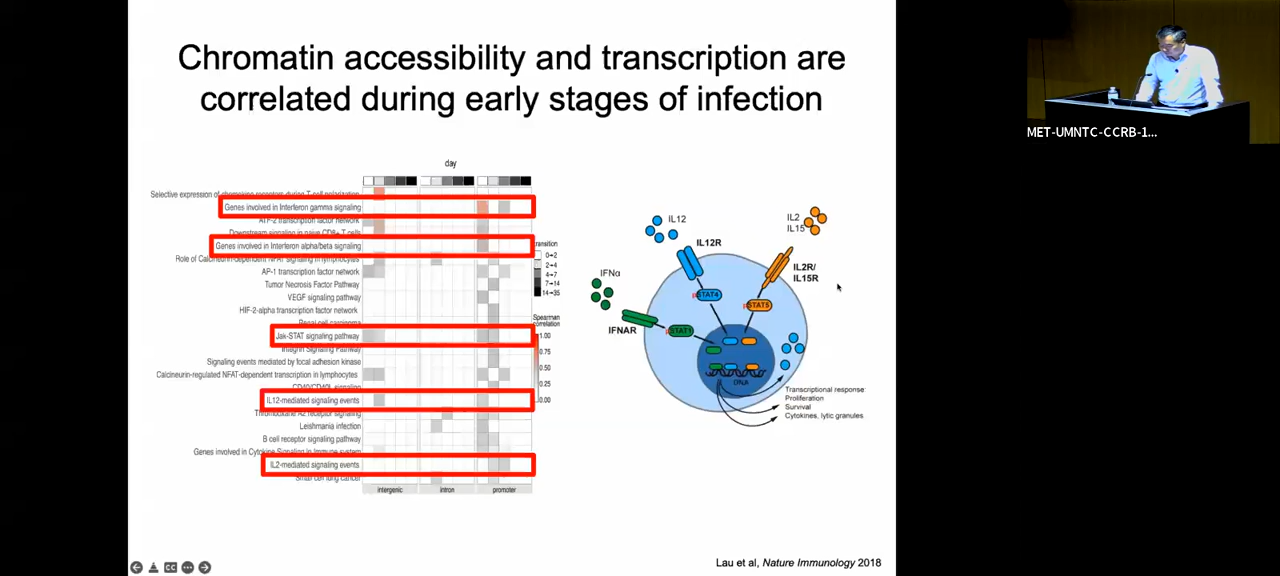 Chromatin accessibility and transcription are
correlated during early stages of infection
MET-UMNTC-CCRB-1...
day
Selective expression of chemokine receptors during T-cell polarization
Genes involved in Interferon gamma signaling
ATF-2 transcription factor network
Downstream signaling in naive CD8+ T cells
Genes involved in Interferon alpha/beta signaling
Role of Calcineurin-dependent NFAT signaling in lymphocytes
AP-1 transcription factor network
Tumor Necrosis Factor Pathway
VEGF signaling pathway
HIF-2-alpha transcription factor network
Renal cell carcinoma
Jak-STAT signaling pathway
Integrin Signaling Pathway
Signaling events mediated by focal adhesion kinase
Calcineurin-regulated NFAT-dependent transcription in lymphocytes
CD40/CD40L signaling
IL12-mediated signaling events
Thromboxane A2 receptor signaling
Leishmania infection
B cell receptor signaling pathway
Genes involved in Cytokine Signaling in Immune system
IL2-mediated signaling events
Small cell lung cancer
intergenic
intron
promoter
transition
0→2
2→4
4→7
7→14
14→35
Spearman
correlation
1.00
0.75
0.50
0.25
0.00
IL12
IL12R
IL2
IL15
IL2R/
IL15R
IFNα
IFNAR
pSTAT4
pSTAT5
pSTAT1
DNA
Transcriptional response:
Proliferation
Survival
Cytokines, lytic granules
CC
Lau et al, Nature Immunology 2018